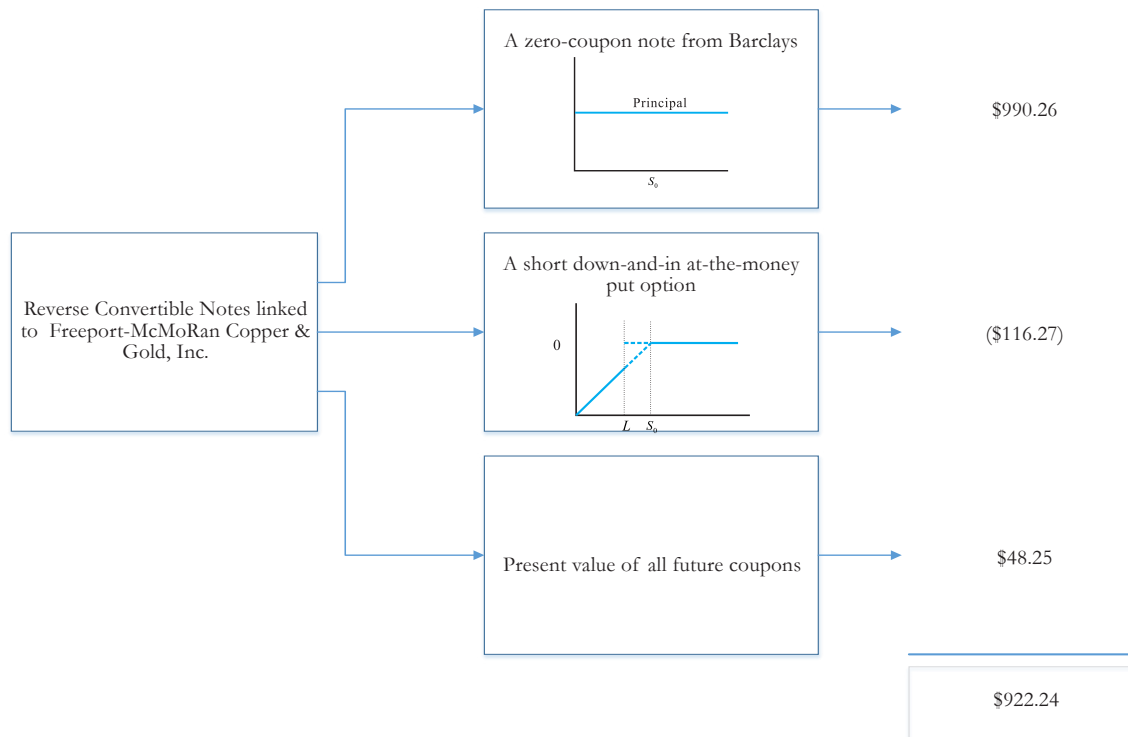 Reverse Convertible Notes linked
to Freeport-McMoRan Copper &
Gold, Inc.
A zero-coupon note from Barclays
Principal
S₀
$990.26
A short down-and-in at-the-money
put option
0
L S₀
($116.27)
Present value of all future coupons
$48.25
$922.24